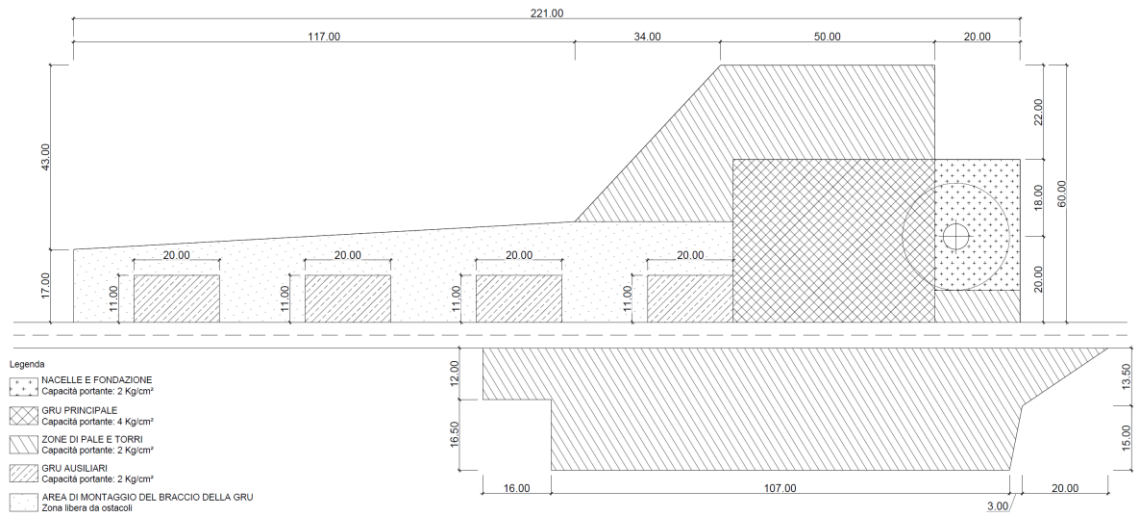 221.00
117.00
34.00
50.00
20.00
43.00
17.00
22.00
18.00
60.00
20.00
20.00
20.00
20.00
20.00
11.00
11.00
11.00
11.00
Legenda
NACELLE E FONDAZIONE
Capacità portante: 2 Kg/cm²
GRU PRINCIPALE
Capacità portante: 4 Kg/cm²
ZONE DI PALE E TORRI
Capacità portante: 2 Kg/cm²
GRU AUSILIARI
Capacità portante: 2 Kg/cm²
AREA DI MONTAGGIO DEL BRACCIO DELLA GRU
Zona libera da ostacoli
12.00
16.50
13.50
15.00
16.00
107.00
3.00
20.00